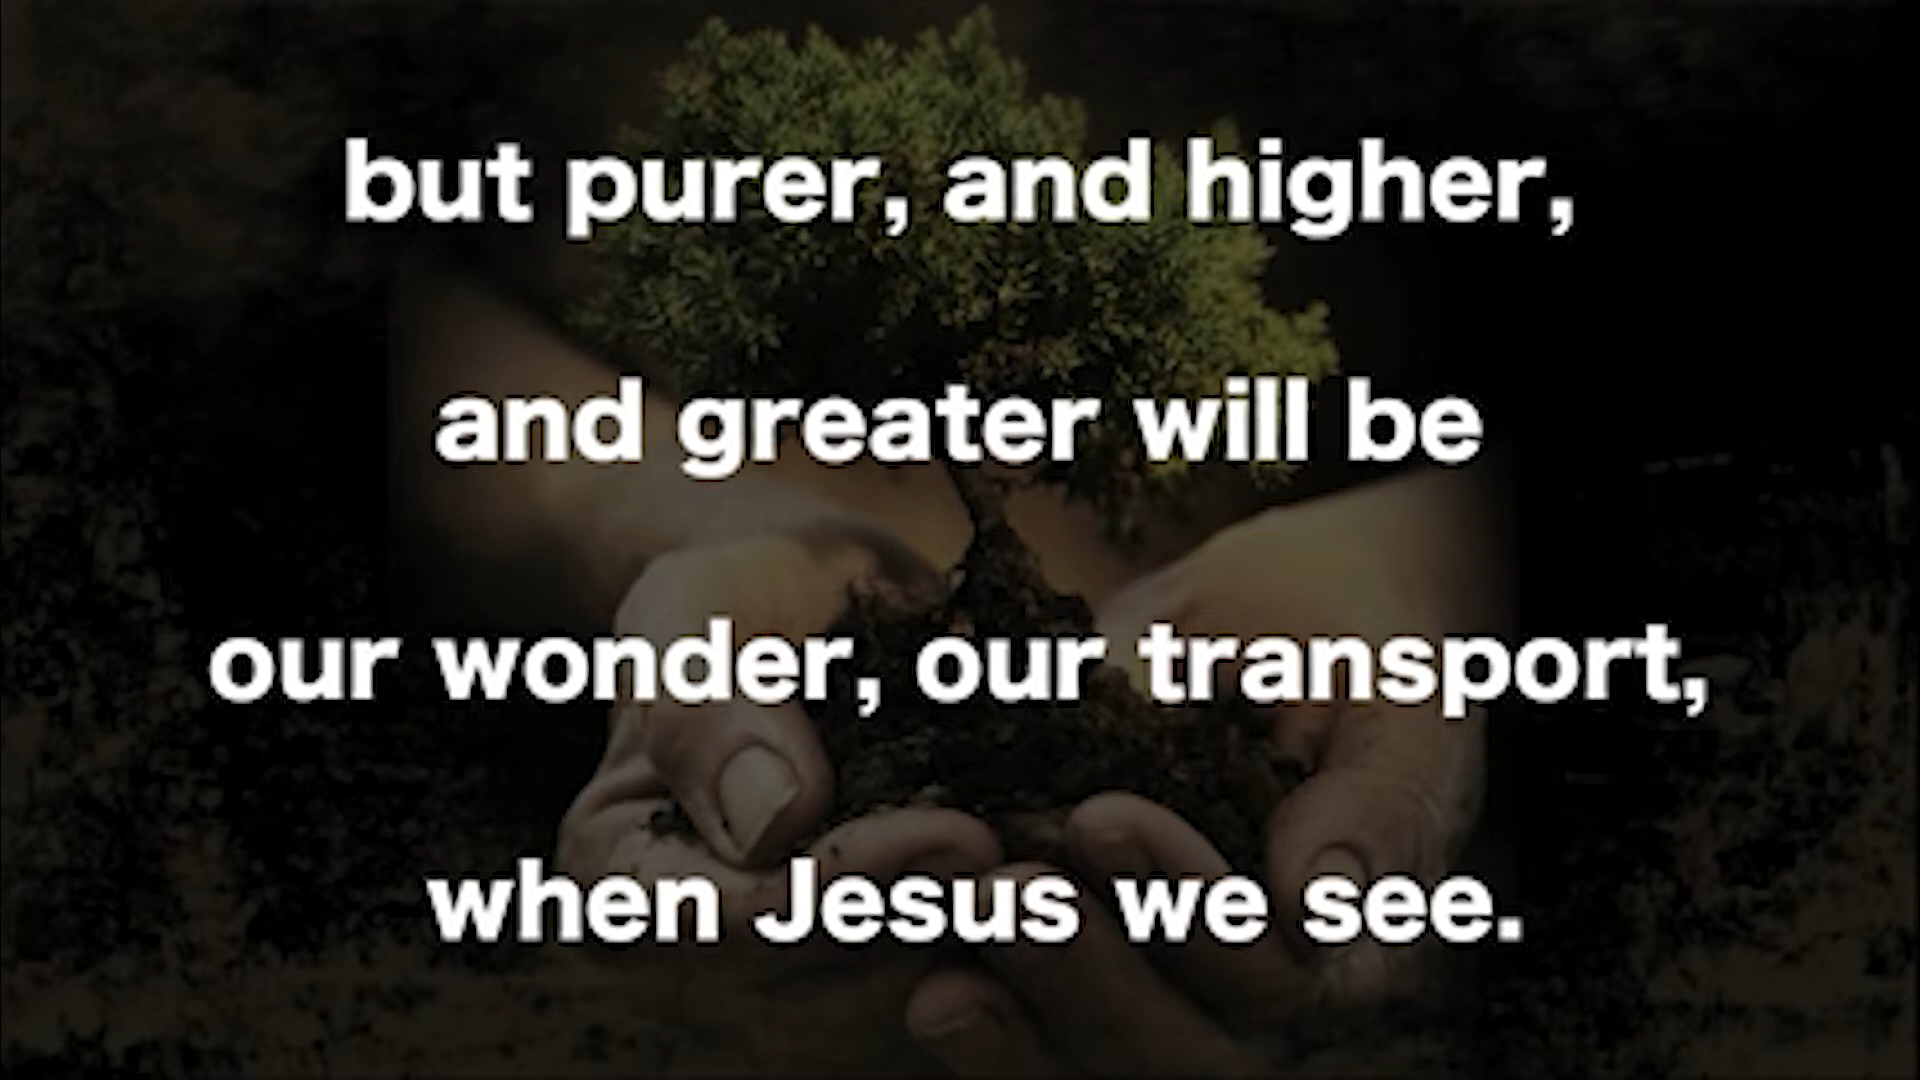 but purer, and higher,
and greater will be
our wonder, our transport,
when Jesus we see.